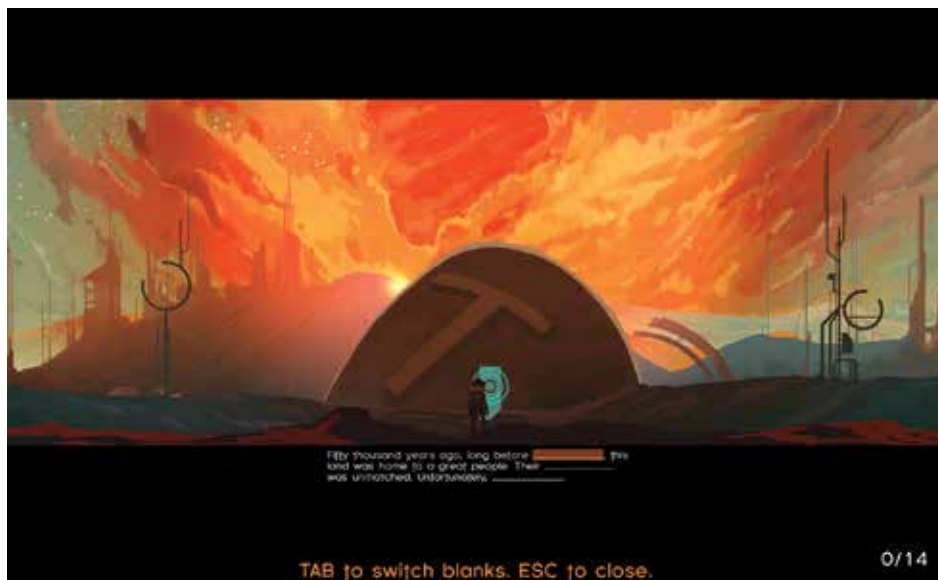 Fifty thousand years ago, long before , this
land was home to a great people. Their
was unmatched. Unfortunately,
TAB to switch blanks. ESC to close.
0/14